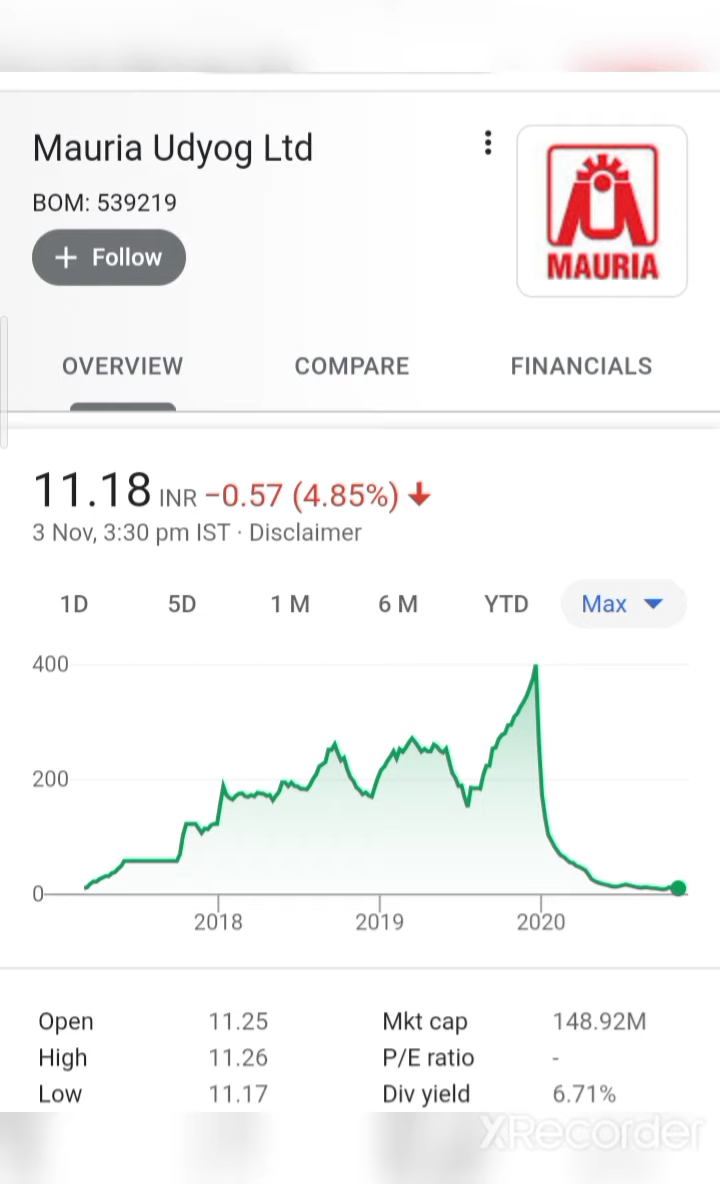 Mauria Udyog Ltd
BOM: 539219
+ Follow
MAURIA
OVERVIEW COMPARE FINANCIALS
11.18 INR −0.57 (4.85%)
3 Nov, 3:30 pm IST · Disclaimer
1D 5D 1 M 6 M YTD Max
400
200
0
2018 2019 2020
Open 11.25 Mkt cap 148.92M
High 11.26 P/E ratio -
Low 11.17 Div yield 6.71%
XRecorder